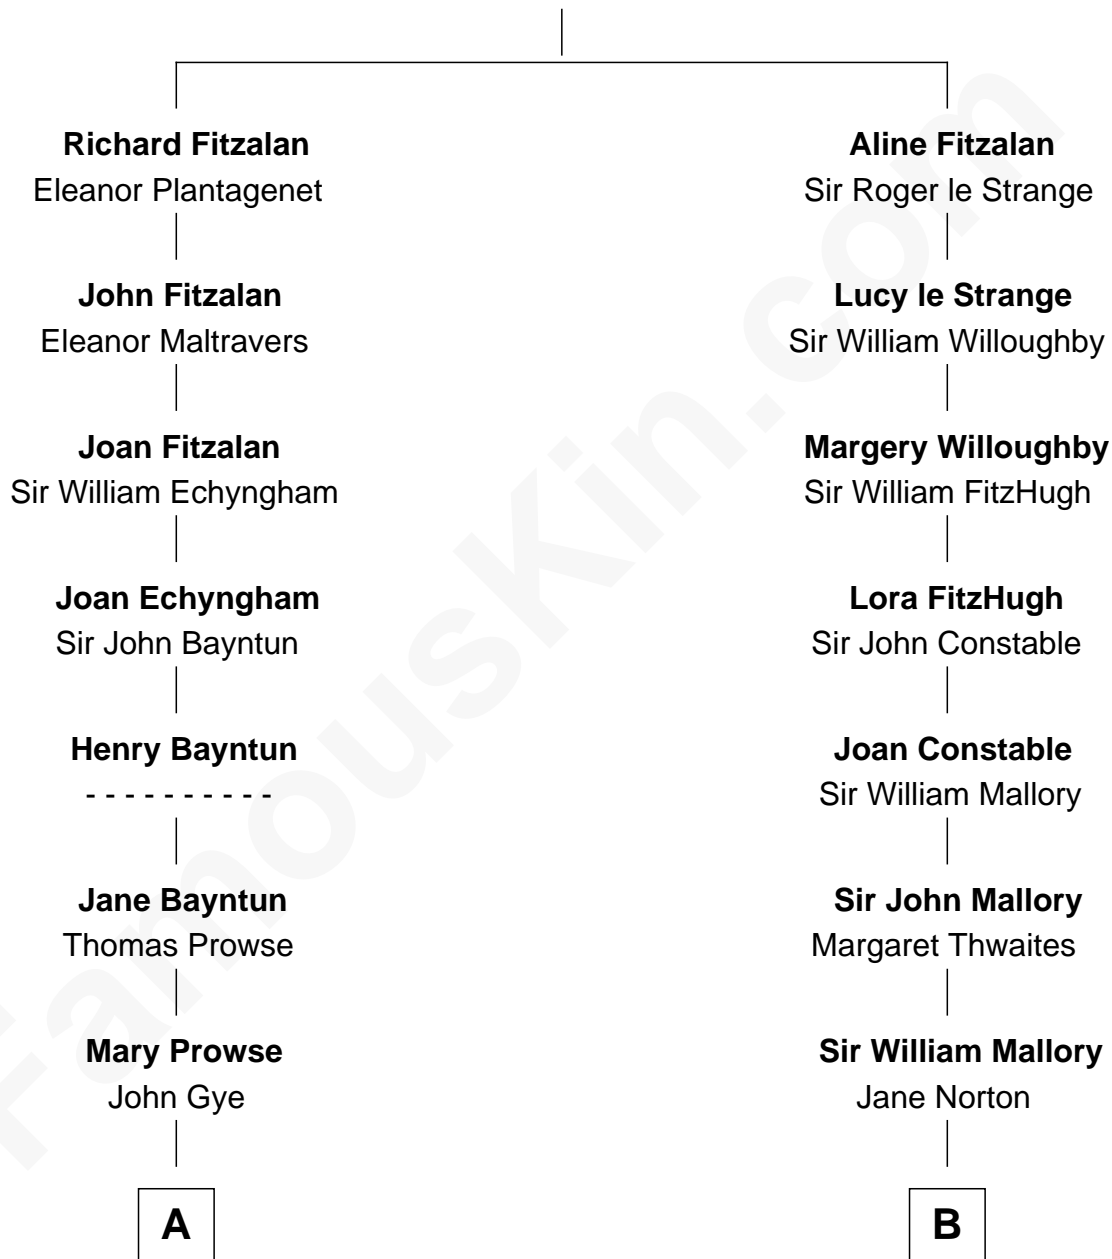 Richard Fitzalan
Eleanor Plantagenet
John Fitzalan
Eleanor Maltravers
Joan Fitzalan
Sir William Echyngham
Joan Echyngham
Sir John Bayntun
Henry Bayntun
- - - - - - - - - -
Jane Bayntun
Thomas Prowse
Mary Prowse
John Gye
A
Aline Fitzalan
Sir Roger le Strange
Lucy le Strange
Sir William Willoughby
Margery Willoughby
Sir William FitzHugh
Lora FitzHugh
Sir John Constable
Joan Constable
Sir William Mallory
Sir John Mallory
Margaret Thwaites
Sir William Mallory
Jane Norton
B
FamousKin.com